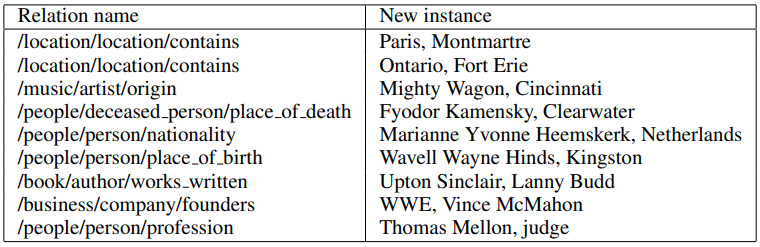 Relation name New instance
/location/location/contains Paris, Montmartre
/location/location/contains Ontario, Fort Erie
/music/artist/origin Mighty Wagon, Cincinnati
/people/deceased_person/place_of_death Fyodor Kamensky, Clearwater
/people/person/nationality Marianne Yvonne Heemskerk, Netherlands
/people/person/place_of_birth Wavell Wayne Hinds, Kingston
/book/author/works_written Upton Sinclair, Lanny Budd
/business/company/founders WWE, Vince McMahon
/people/person/profession Thomas Mellon, judge